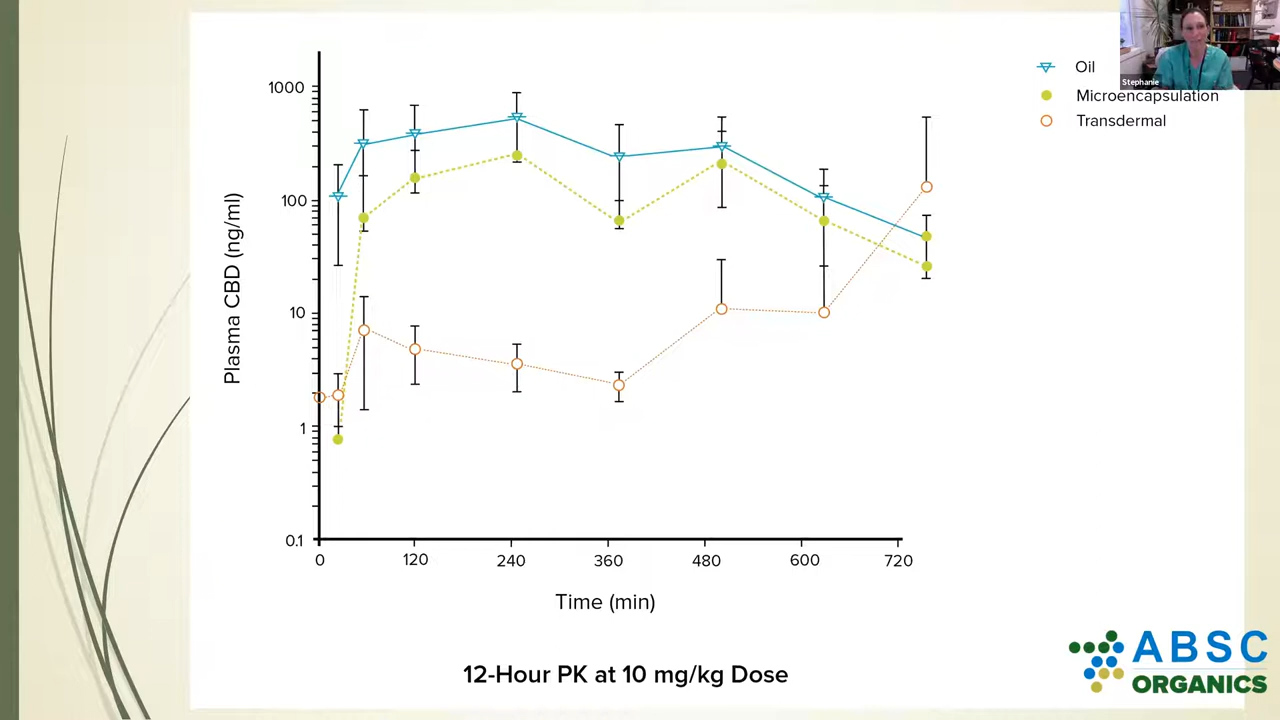 Stephanie
Oil
Microencapsulation
Transdermal
1000
100
10
1
0.1
Plasma CBD (ng/ml)
0
120
240
360
480
600
720
Time (min)
12-Hour PK at 10 mg/kg Dose
ABSC
ORGANICS